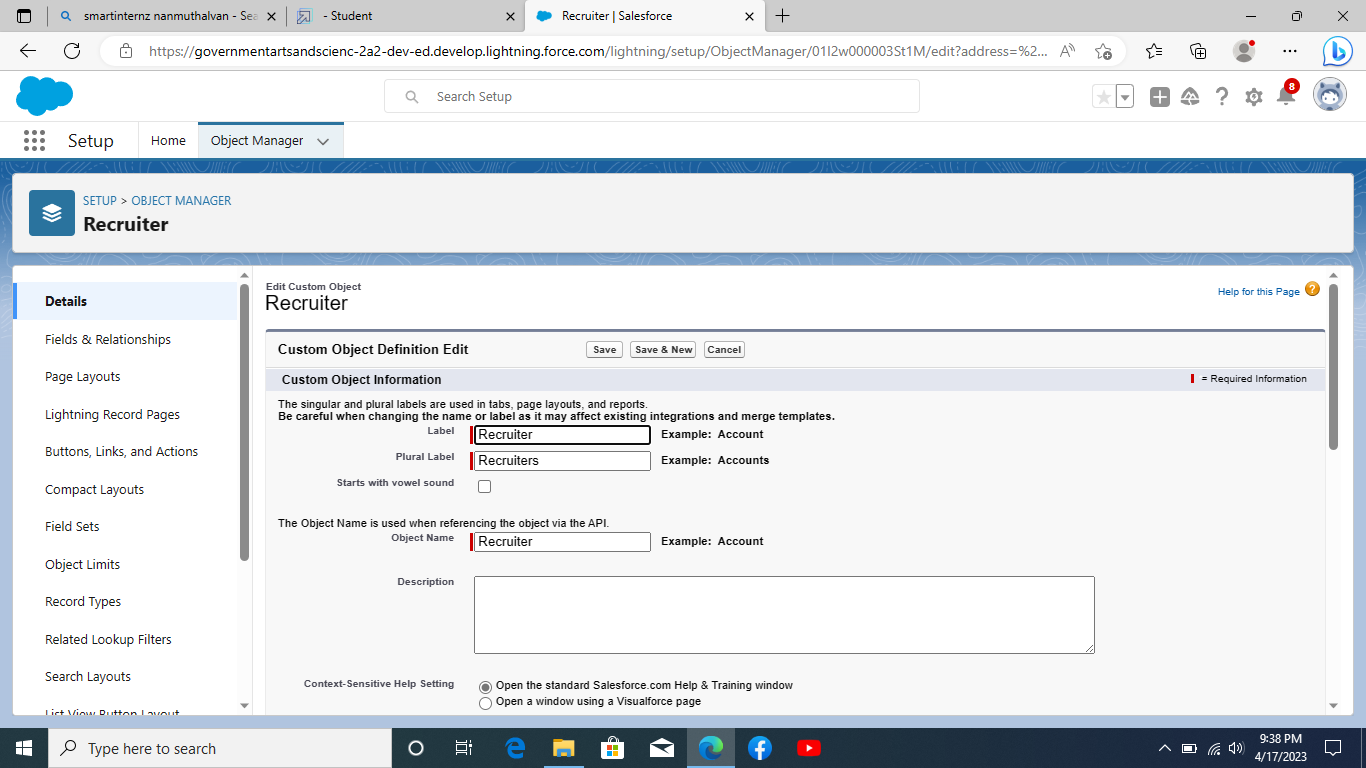 smartinternz nanmuthalvan - Sea
- Student
Recruiter | Salesforce
https://governmentartsandscienc-2a2-dev-ed.develop.lightning.force.com/lightning/setup/ObjectManager/01I2w000003St1M/edit?address=%2...
Search Setup
8
Setup
Home
Object Manager
SETUP > OBJECT MANAGER
Recruiter
Details
Fields & Relationships
Page Layouts
Lightning Record Pages
Buttons, Links, and Actions
Compact Layouts
Field Sets
Object Limits
Record Types
Related Lookup Filters
Search Layouts
List View Button Layout
Edit Custom Object
Recruiter
Help for this Page
Custom Object Definition Edit
Save
Save & New
Cancel
Custom Object Information
= Required Information
The singular and plural labels are used in tabs, page layouts, and reports.
Be careful when changing the name or label as it may affect existing integrations and merge templates.
Label Recruiter Example: Account
Plural Label Recruiters Example: Accounts
Starts with vowel sound
The Object Name is used when referencing the object via the API.
Object Name Recruiter Example: Account
Description
Context-Sensitive Help Setting Open the standard Salesforce.com Help & Training window
Open a window using a Visualforce page
Type here to search
9:38 PM
4/17/2023